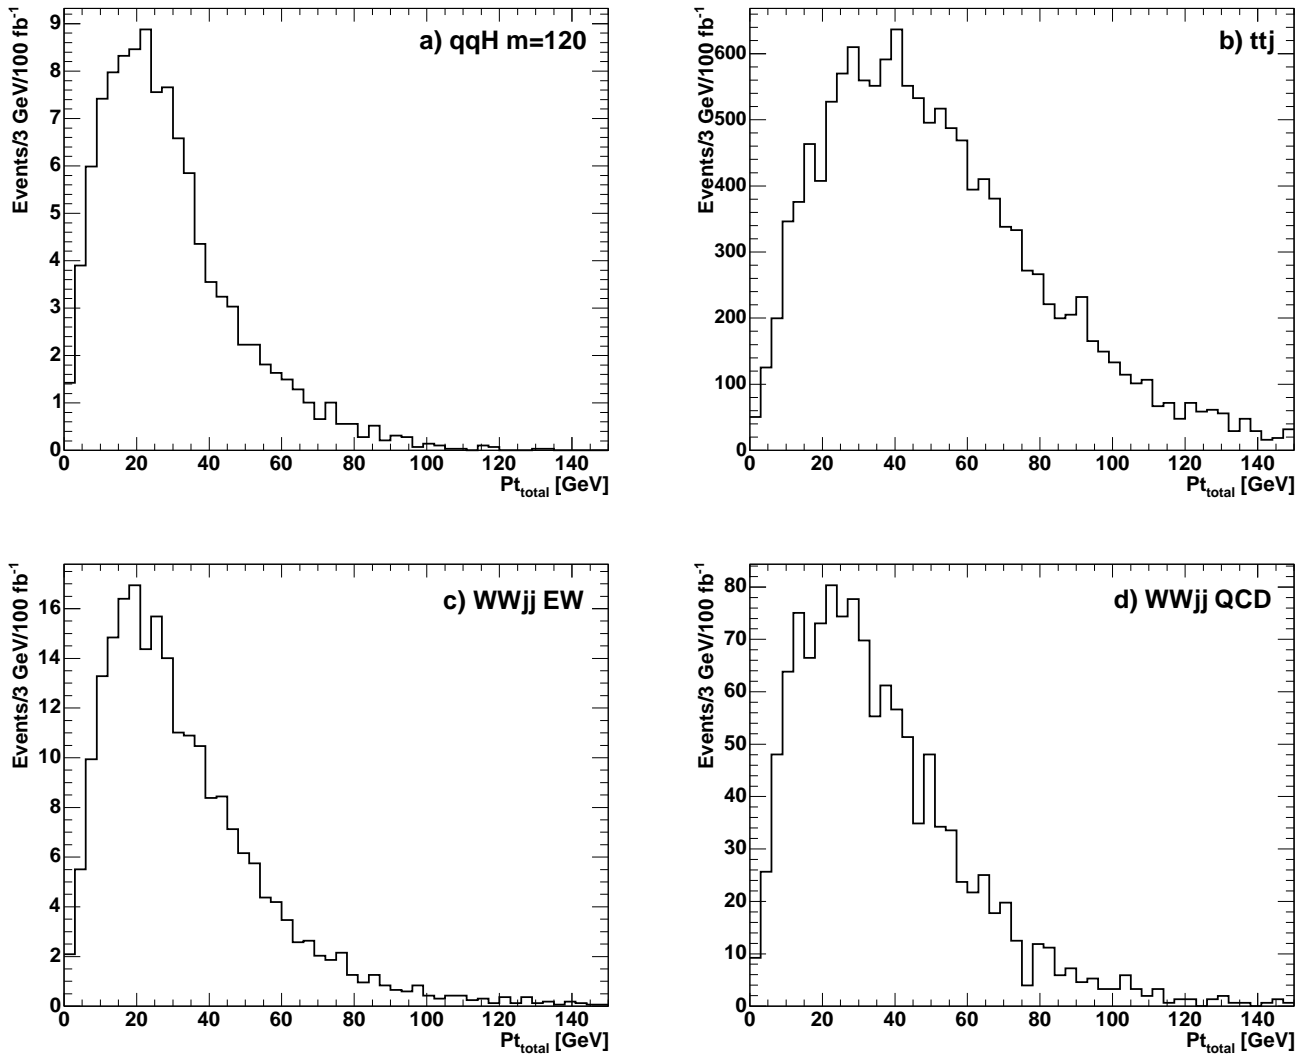 a) qqH m=120
Events/3 GeV/100 fb⁻¹
9
8
7
6
5
4
3
2
1
0
0 20 40 60 80 100 120 140
Pt_total [GeV]
b) ttj
Events/3 GeV/100 fb⁻¹
600
500
400
300
200
100
0
0 20 40 60 80 100 120 140
Pt_total [GeV]
c) WWjj EW
Events/3 GeV/100 fb⁻¹
16
14
12
10
8
6
4
2
0
0 20 40 60 80 100 120 140
Pt_total [GeV]
d) WWjj QCD
Events/3 GeV/100 fb⁻¹
80
70
60
50
40
30
20
10
0
0 20 40 60 80 100 120 140
Pt_total [GeV]